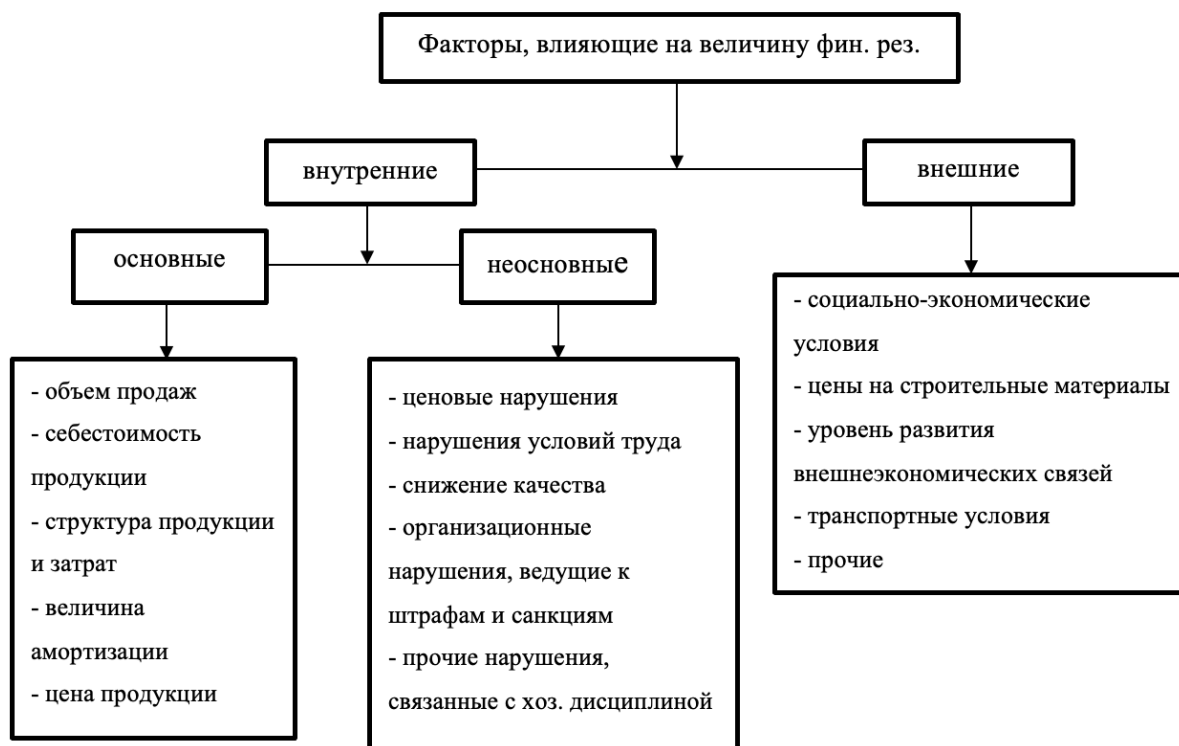 Факторы, влияющие на величину фин. рез.
внутренние
внешние
основные
неосновные
- объем продаж
- себестоимость
продукции
- структура продукции
и затрат
- величина
амортизации
- цена продукции
- ценовые нарушения
- нарушения условий труда
- снижение качества
- организационные
нарушения, ведущие к
штрафам и санкциям
- прочие нарушения,
связанные с хоз. дисциплиной
- социально-экономические
условия
- цены на строительные материалы
- уровень развития
внешнеэкономических связей
- транспортные условия
- прочие